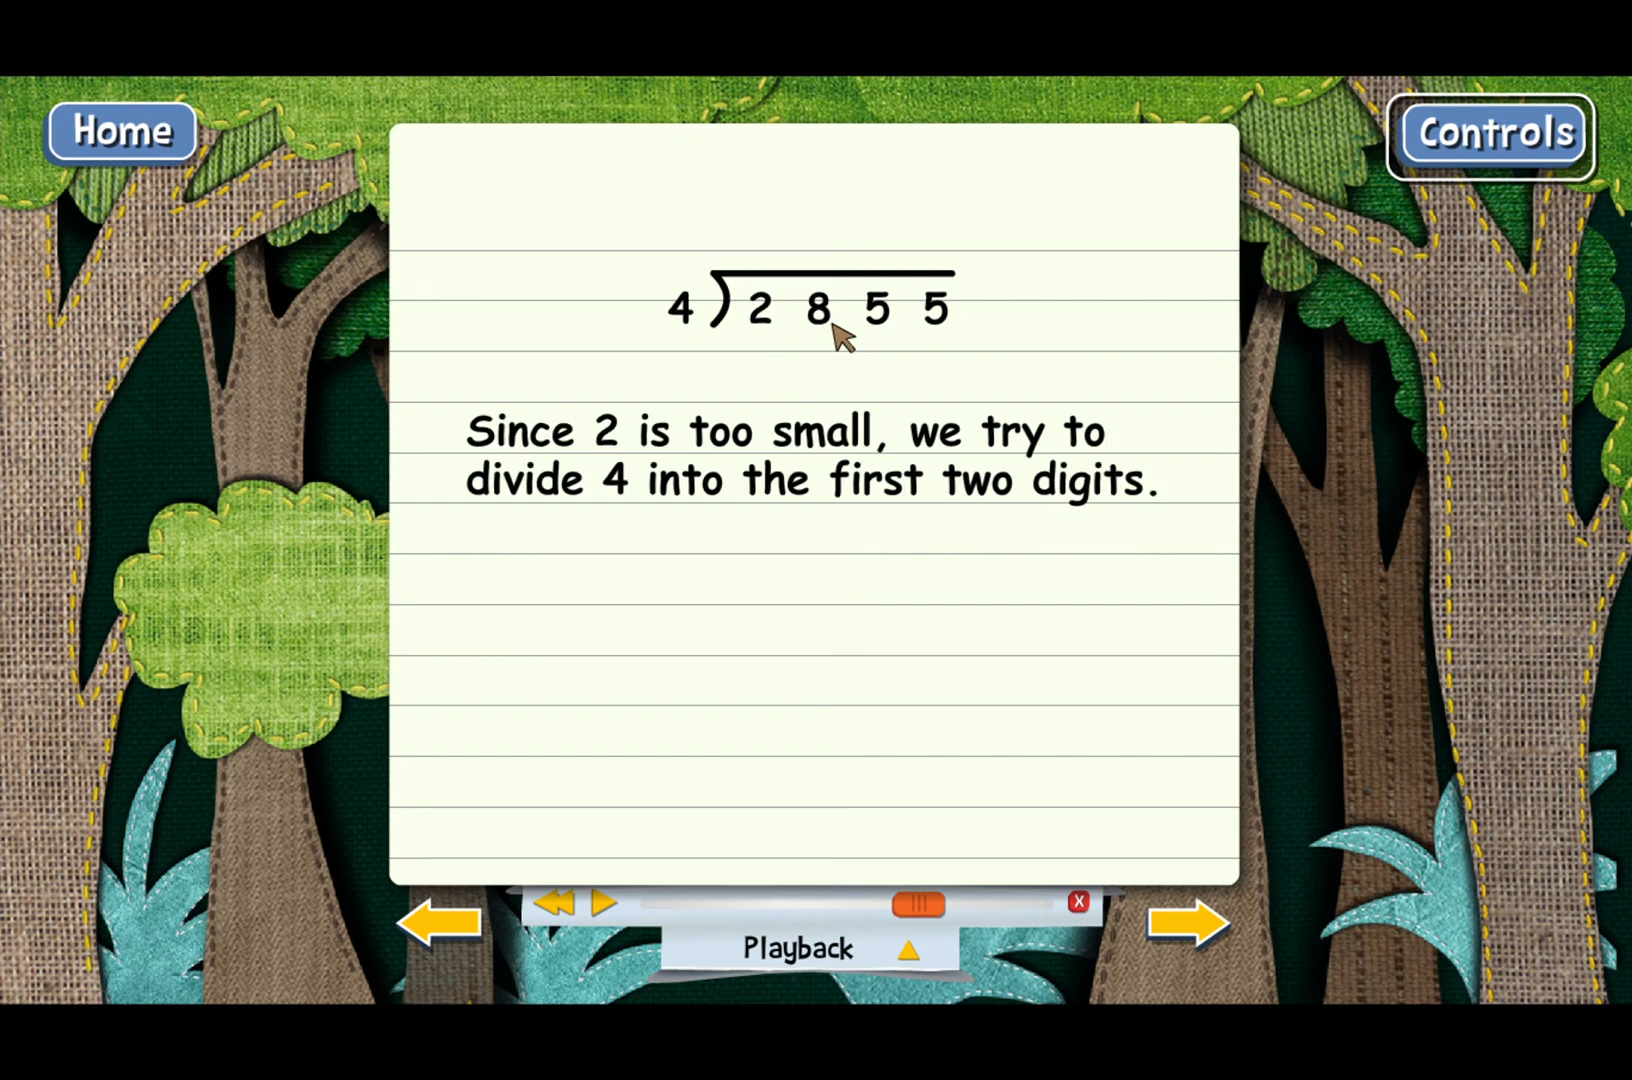 Home
Controls
4 ) 2 8 5 5
Since 2 is too small, we try to
divide 4 into the first two digits.
X
Playback